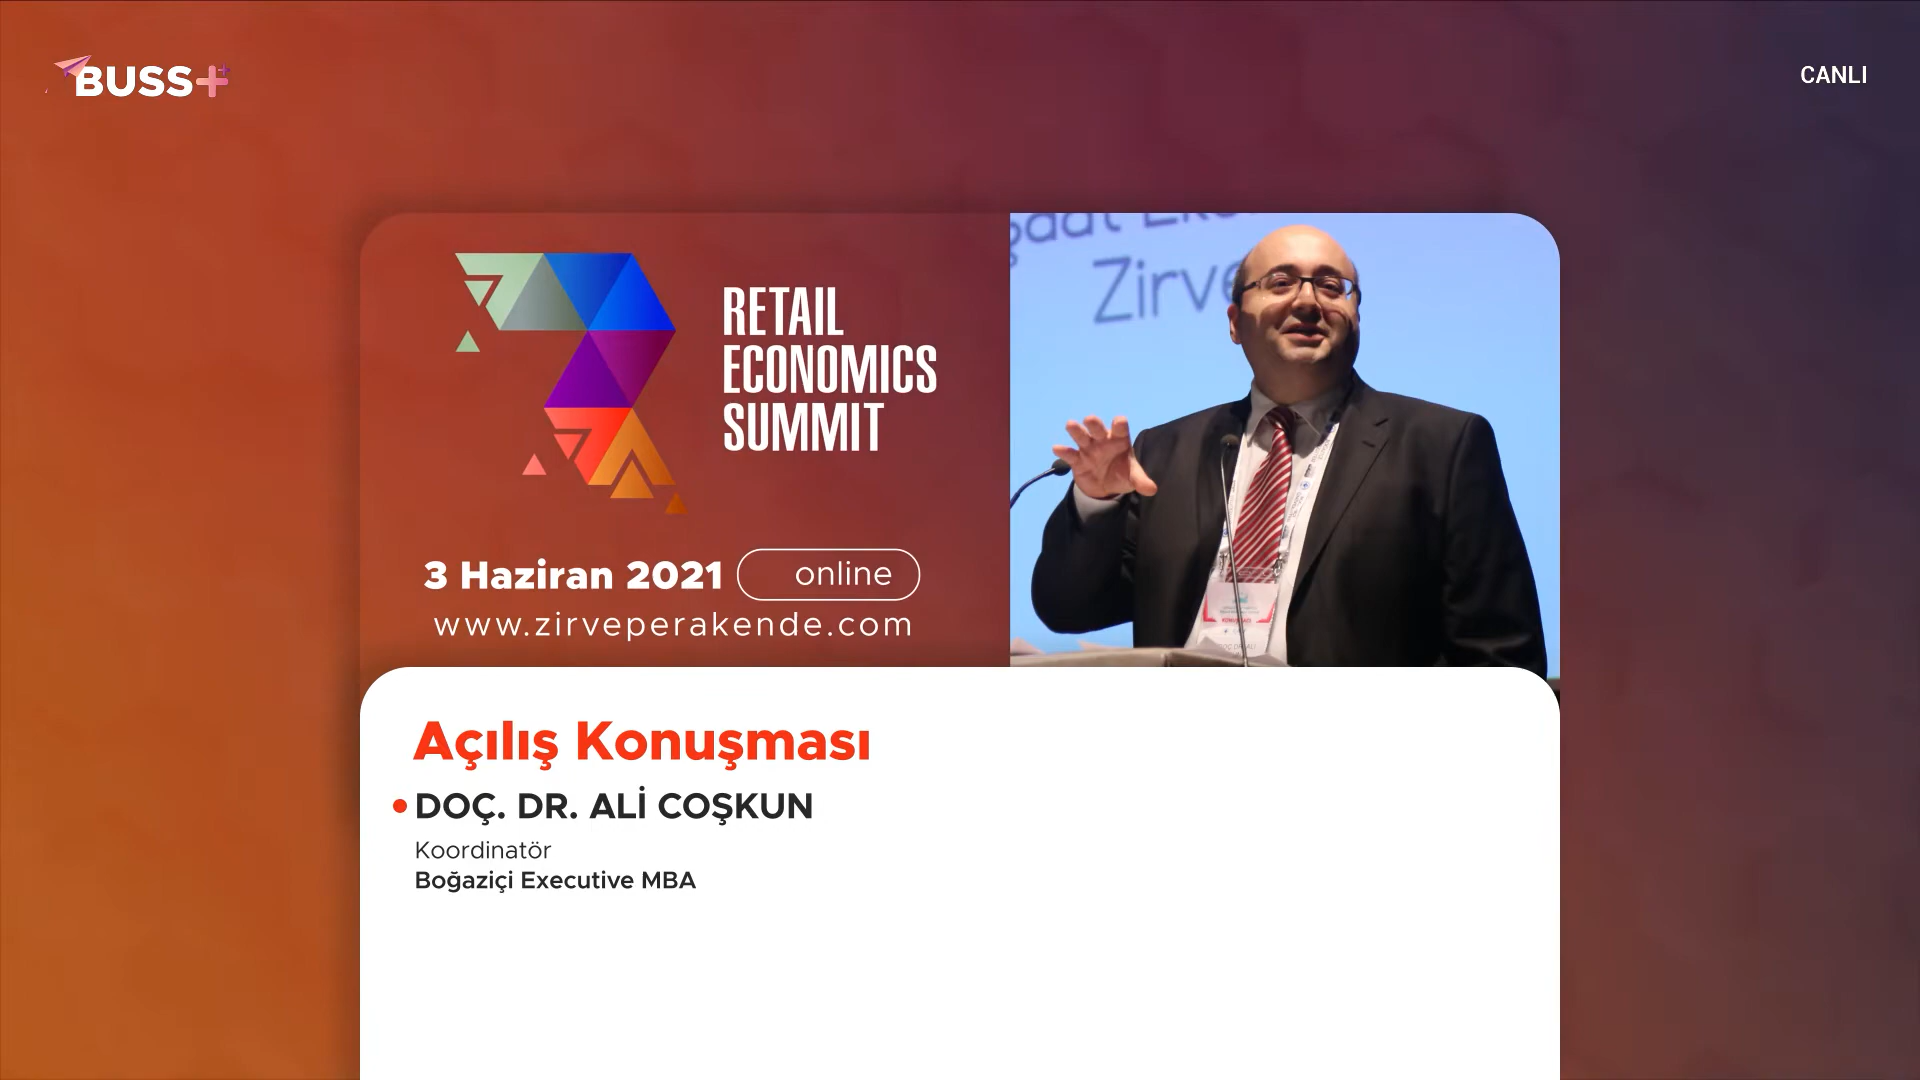 BUSS+
CANLI
RETAIL
ECONOMICS
SUMMIT
Zirve
3 Haziran 2021 online
www.zirveperakende.com
Açılış Konuşması
DOÇ. DR. ALİ COŞKUN
Koordinatör
Boğaziçi Executive MBA